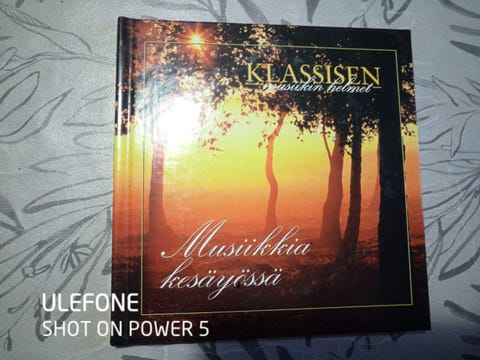 KLASSISEN
musiikin helmet
Musiikkia
kesäyössä
ULEFONE
SHOT ON POWER 5